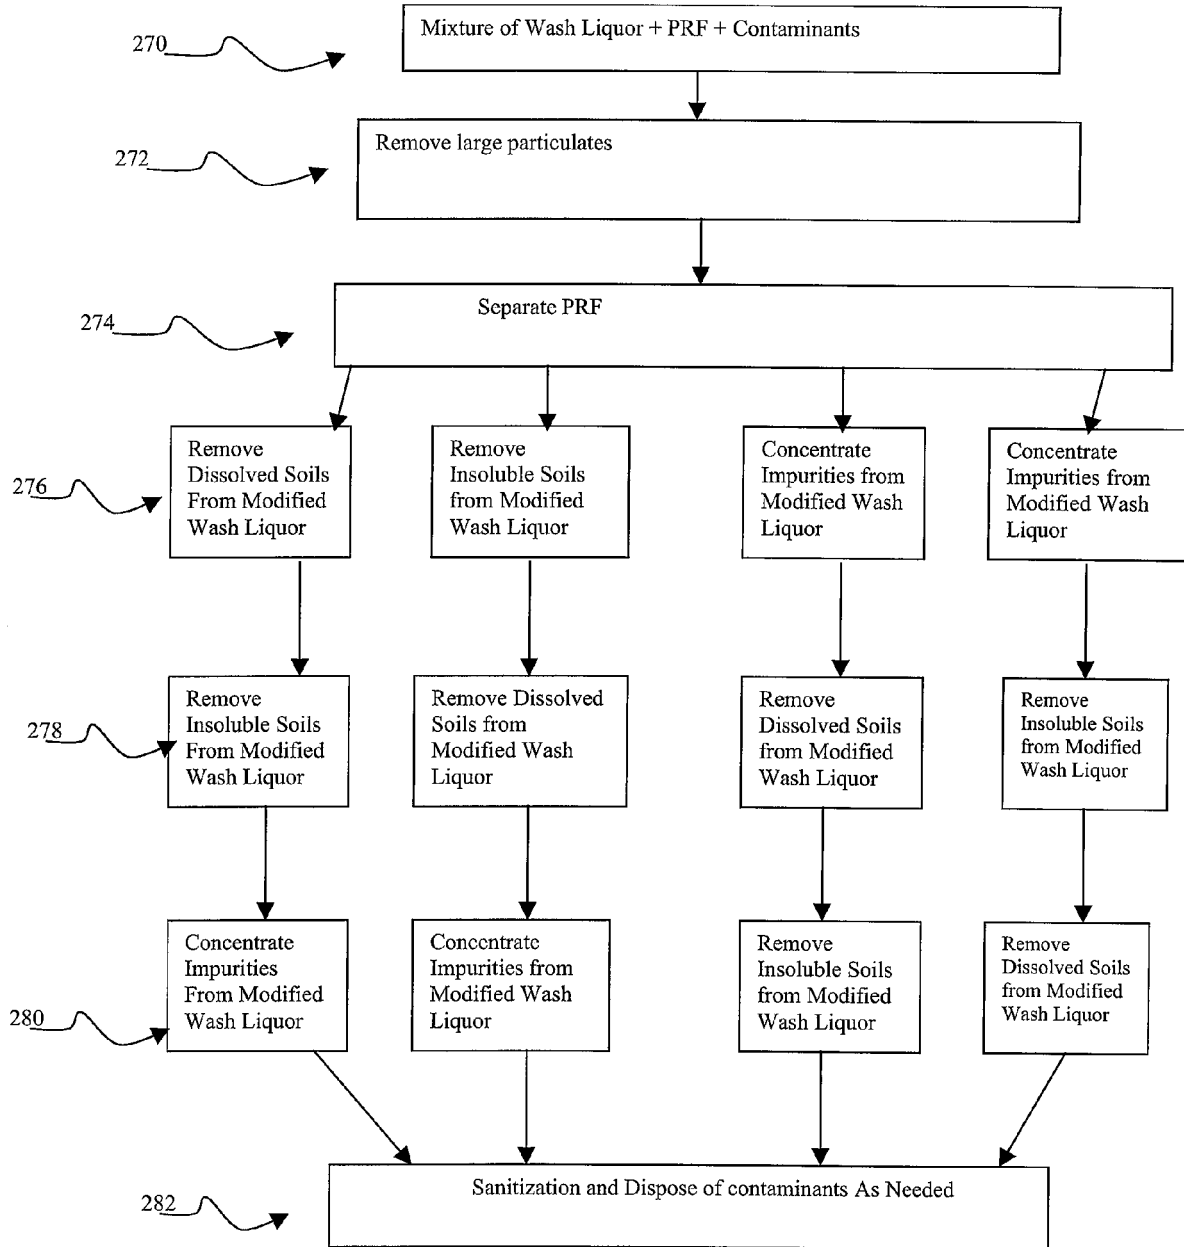 270
Mixture of Wash Liquor + PRF + Contaminants
272
Remove large particulates
274
Separate PRF
276
Remove
Dissolved Soils
From Modified
Wash Liquor
Remove
Insoluble Soils
from Modified
Wash Liquor
Concentrate
Impurities from
Modified Wash
Liquor
Concentrate
Impurities from
Modified Wash
Liquor
278
Remove
Insoluble Soils
From Modified
Wash Liquor
Remove Dissolved
Soils from
Modified Wash
Liquor
Remove
Dissolved Soils
from Modified
Wash Liquor
Remove
Insoluble Soils
from Modified
Wash Liquor
280
Concentrate
Impurities
From Modified
Wash Liquor
Concentrate
Impurities from
Modified Wash
Liquor
Remove
Insoluble Soils
from Modified
Wash Liquor
Remove
Dissolved Soils
from Modified
Wash Liquor
282
Sanitization and Dispose of contaminants As Needed